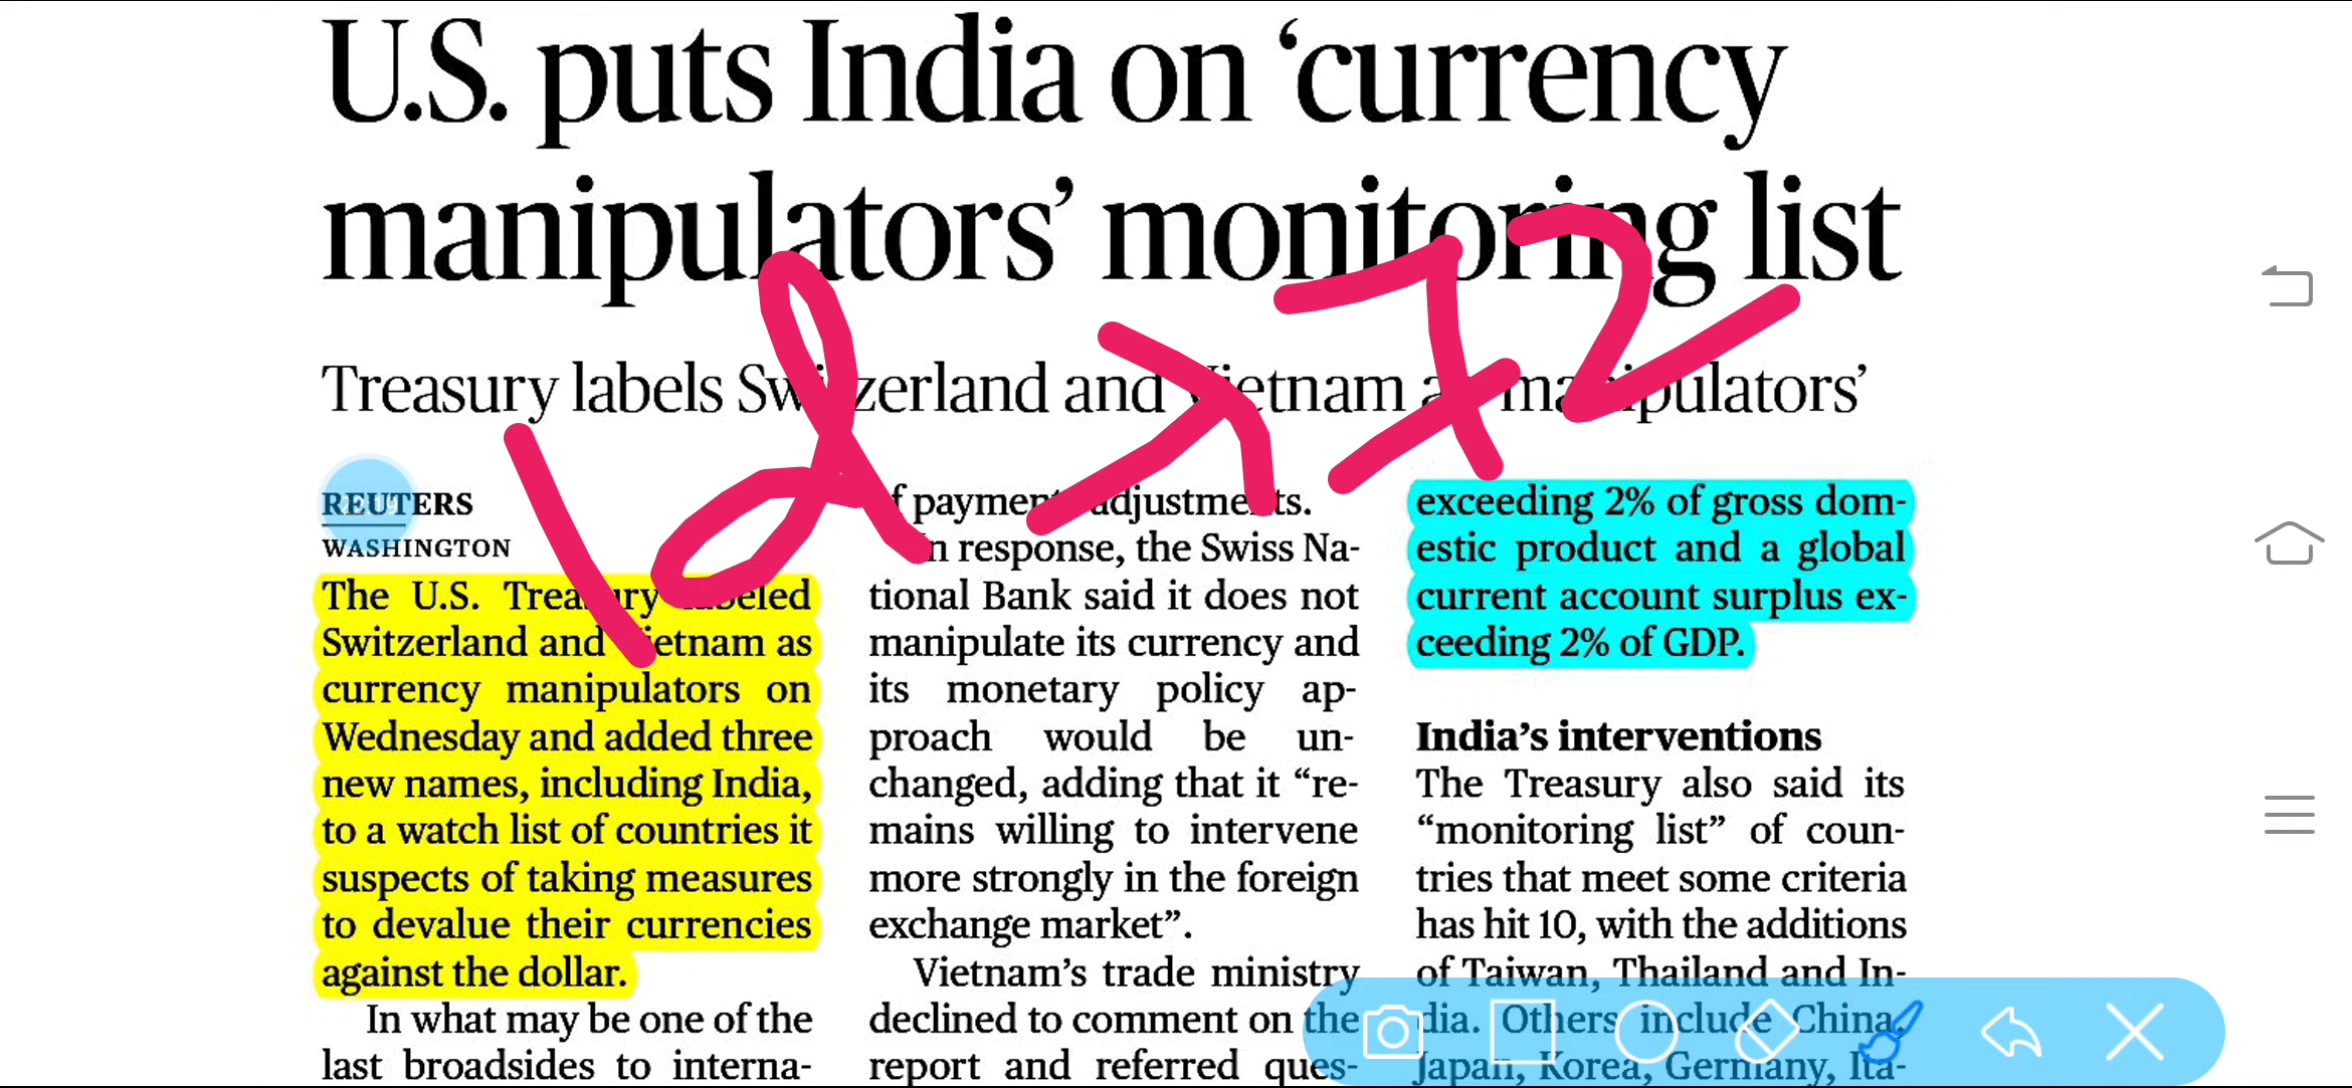 U.S. puts India on ‘currency
manipulators’ monitoring list
Treasury labels Switzerland and Vietnam as ‘manipulators’
REUTERS
WASHINGTON
The U.S. Treasury labeled
Switzerland and Vietnam as
currency manipulators on
Wednesday and added three
new names, including India,
to a watch list of countries it
suspects of taking measures
to devalue their currencies
against the dollar.
In what may be one of the
last broadsides to interna-
of payment adjustments.
In response, the Swiss Na-
tional Bank said it does not
manipulate its currency and
its monetary policy ap-
proach would be un-
changed, adding that it “re-
mains willing to intervene
more strongly in the foreign
exchange market”.
Vietnam’s trade ministry
declined to comment on the
report and referred ques-
exceeding 2% of gross dom-
estic product and a global
current account surplus ex-
ceeding 2% of GDP.
India’s interventions
The Treasury also said its
“monitoring list” of coun-
tries that meet some criteria
has hit 10, with the additions
of Taiwan, Thailand and In-
dia. Others include China,
Japan, Korea, Germany, Ita-